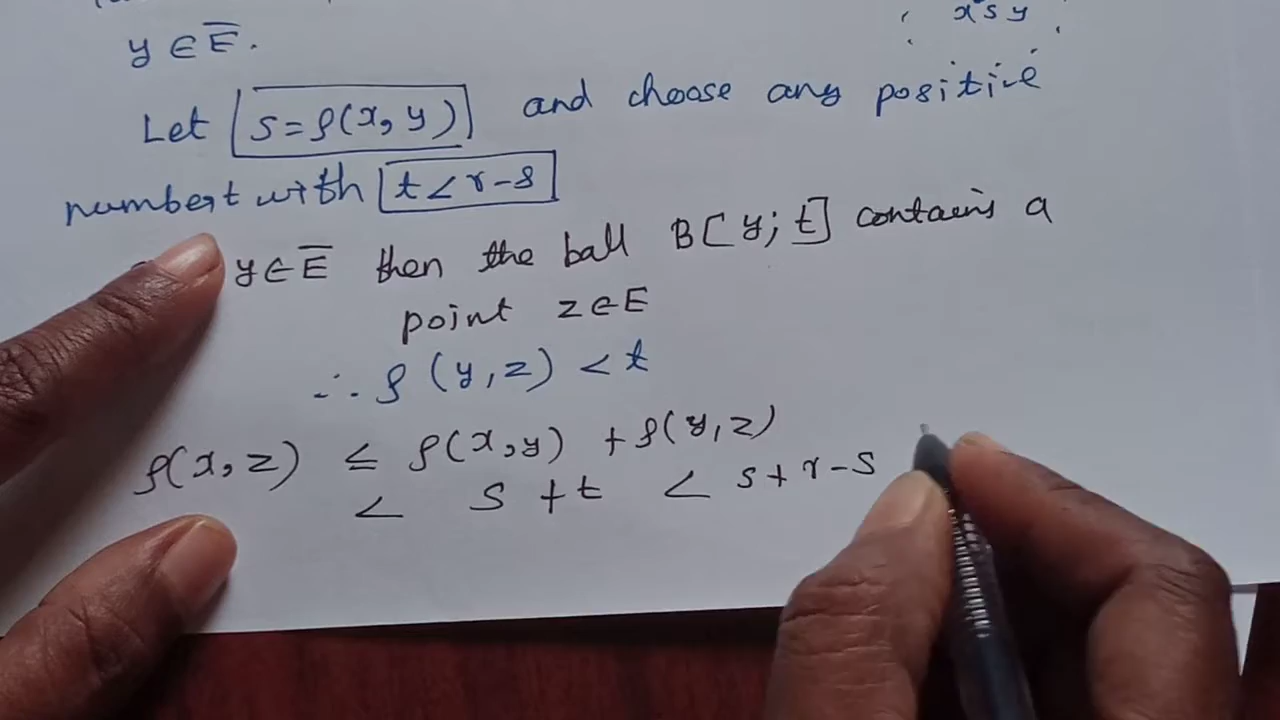 x s y
y ∈ E̅.
Let s = ρ(x, y) and choose any positive
number t with t < r - s
y ∈ E̅ then the ball B[y; t] contains a
point z ∈ E
∴ ρ(y, z) < t
ρ(x, z) ≤ ρ(x, y) + ρ(y, z)
< s + t < s + r - s